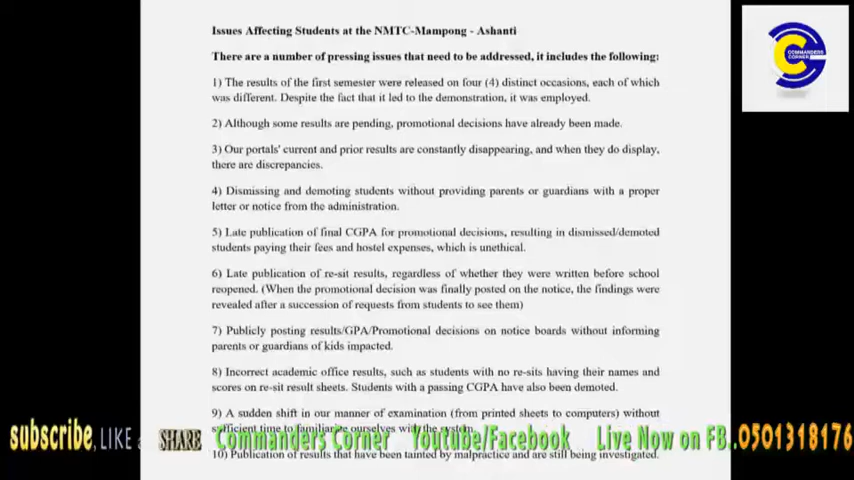 Issues Affecting Students at the NMTC-Mampong - Ashanti
There are a number of pressing issues that need to be addressed, it includes the following:
1) The results of the first semester were released on four (4) distinct occasions, each of which
was different. Despite the fact that it led to the demonstration, it was employed.
2) Although some results are pending, promotional decisions have already been made.
3) Our portals' current and prior results are constantly disappearing, and when they do display,
there are discrepancies.
4) Dismissing and demoting students without providing parents or guardians with a proper
letter or notice from the administration.
5) Late publication of final CGPA for promotional decisions, resulting in dismissed/demoted
students paying their fees and hostel expenses, which is unethical.
6) Late publication of re-sit results, regardless of whether they were written before school
reopened. (When the promotional decision was finally posted on the notice, the findings were
revealed after a succession of requests from students to see them)
7) Publicly posting results/GPA/Promotional decisions on notice boards without informing
parents or guardians of kids impacted.
8) Incorrect academic office results, such as students with no re-sits having their names and
scores on re-sit result sheets. Students with a passing CGPA have also been demoted.
9) A sudden shift in our manner of examination (from printed sheets to computers) without
sufficient time to familiarize ourselves with the system.
10) Publication of results that have been tainted by malpractice and are still being investigated.
COMMANDERS
CORNER
subscribe, LIKE SHARE Commanders Corner Youtube/Facebook Live Now on FB..0501318176